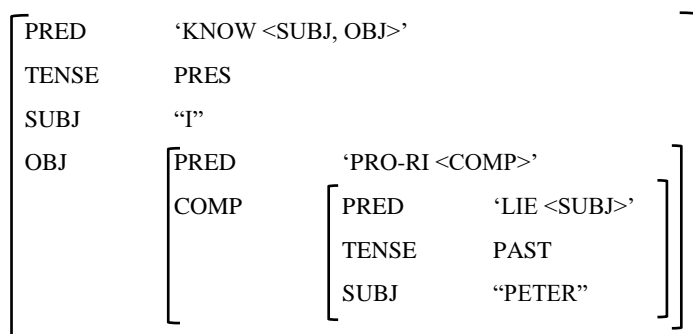 PRED ‘KNOW <SUBJ, OBJ>’
TENSE PRES
SUBJ “I”
OBJ PRED ‘PRO-RI <COMP>’
COMP PRED ‘LIE <SUBJ>’
TENSE PAST
SUBJ “PETER”